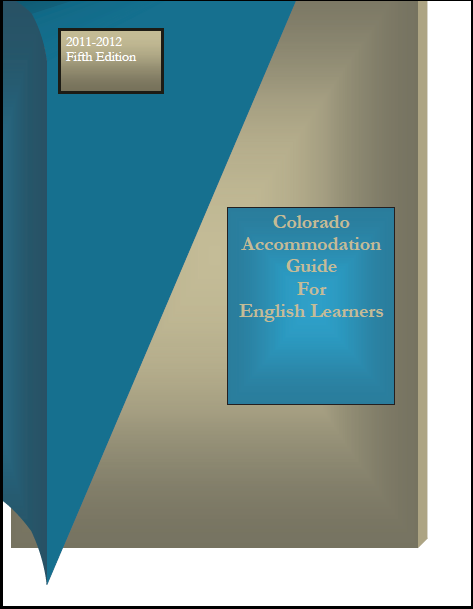 2011-2012
Fifth Edition
Colorado
Accommodation
Guide
For
English Learners